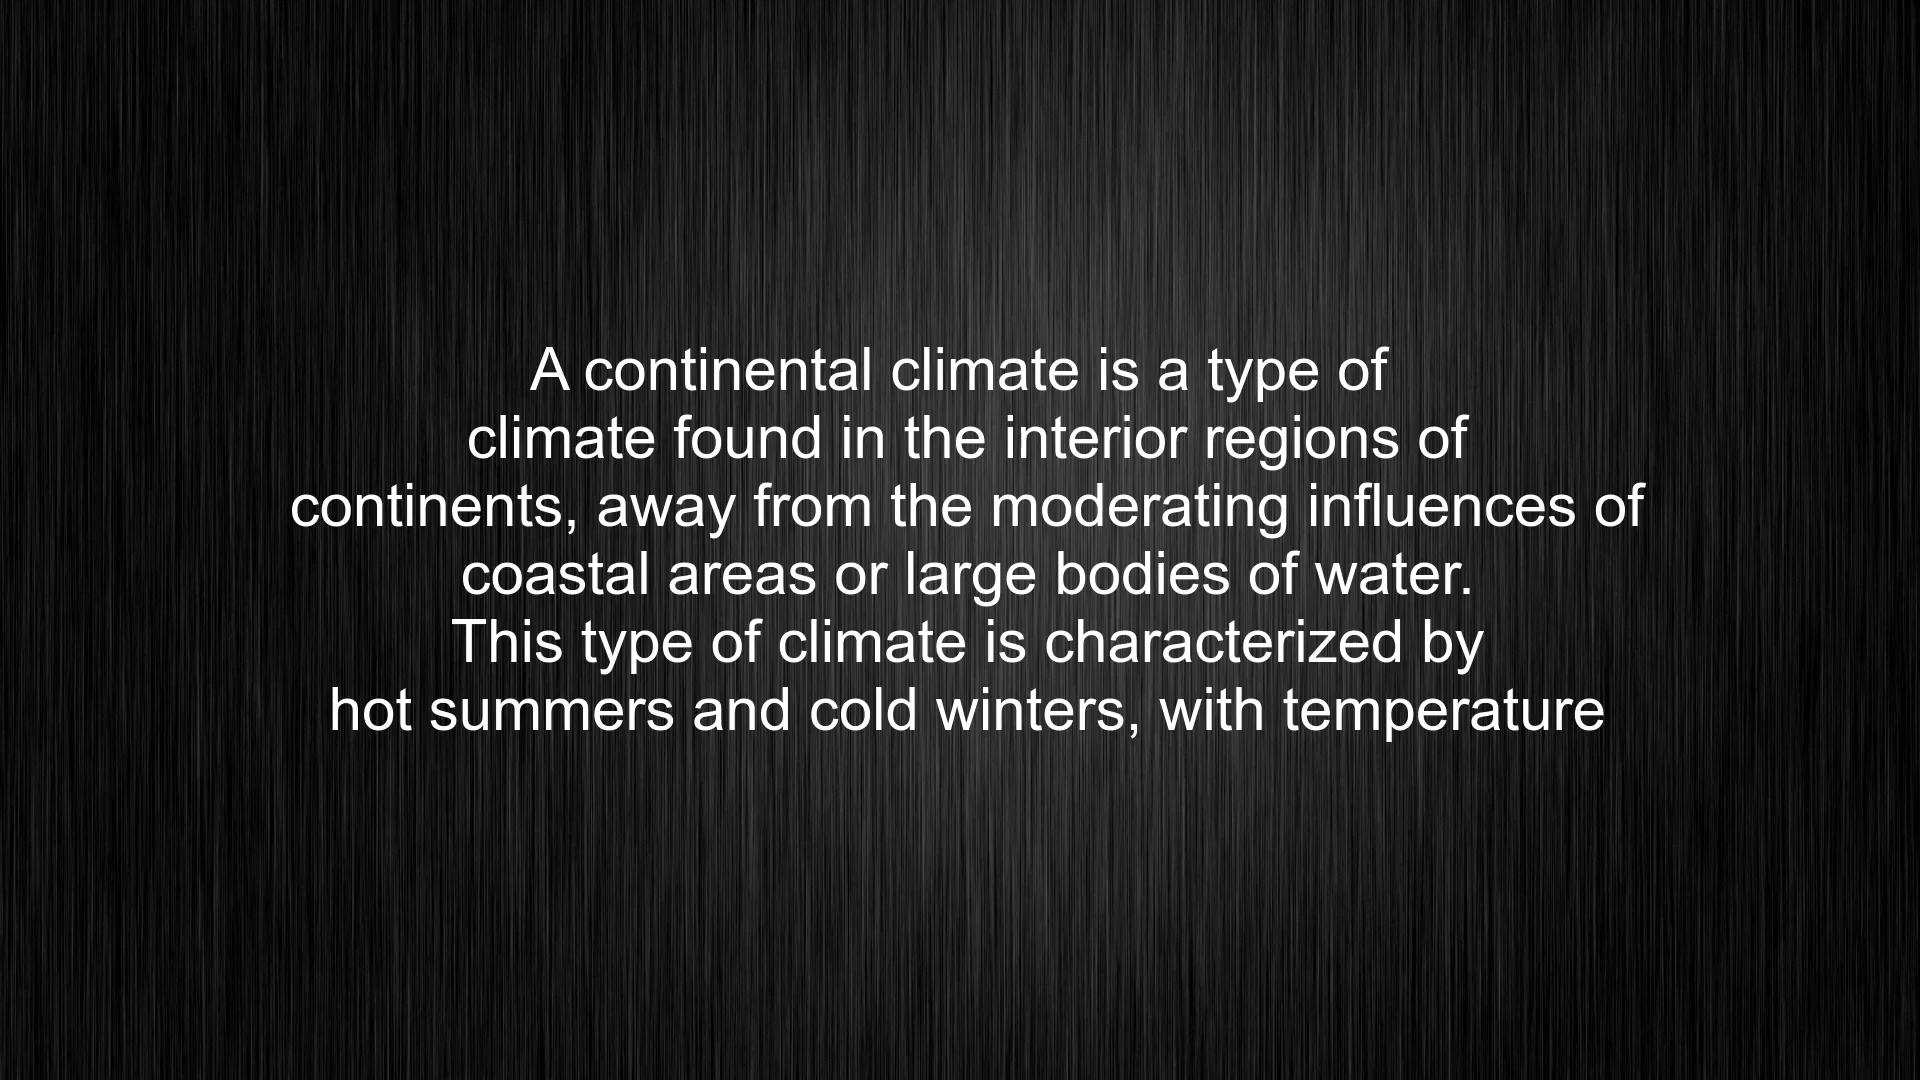 A continental climate is a type of
climate found in the interior regions of
continents, away from the moderating influences of
coastal areas or large bodies of water.
This type of climate is characterized by
hot summers and cold winters, with temperature